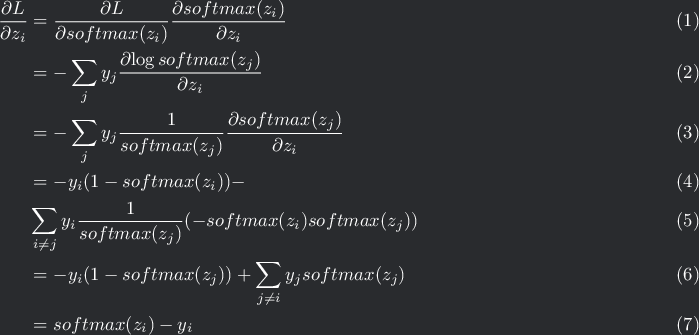 ∂L/∂z_i = ∂L/∂softmax(z_i) ∂softmax(z_i)/∂z_i (1)
= − ∑_j y_j ∂log softmax(z_j)/∂z_i (2)
= − ∑_j y_j 1/softmax(z_j) ∂softmax(z_j)/∂z_i (3)
= −y_i(1 − softmax(z_i))− (4)
∑_{i≠j} y_i 1/softmax(z_j) (−softmax(z_i)softmax(z_j)) (5)
= −y_i(1 − softmax(z_j)) + ∑_{j≠i} y_j softmax(z_j) (6)
= softmax(z_i) − y_i (7)